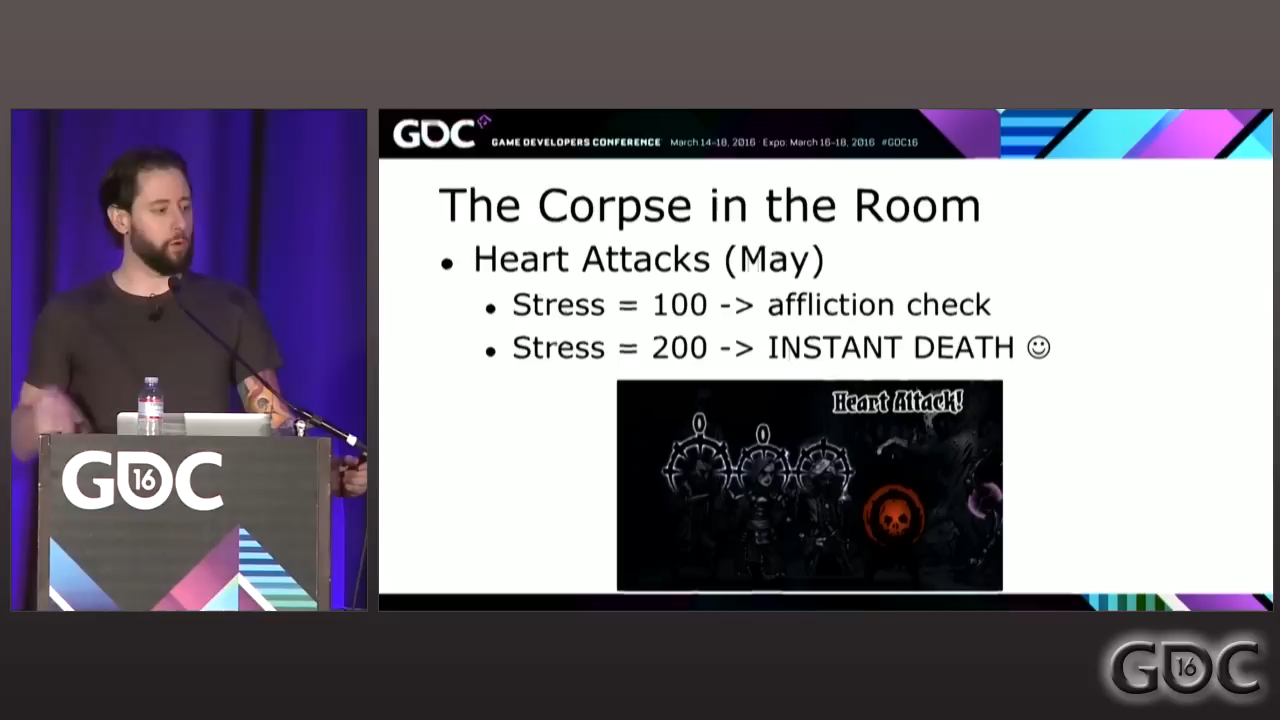 GDC
GAME DEVELOPERS CONFERENCE March 14-18, 2016 · Expo: March 16-18, 2016 #GDC16
The Corpse in the Room
• Heart Attacks (May)
• Stress = 100 -> affliction check
• Stress = 200 -> INSTANT DEATH ☺
Heart Attack!
0
0
GDC
16
GDC
16